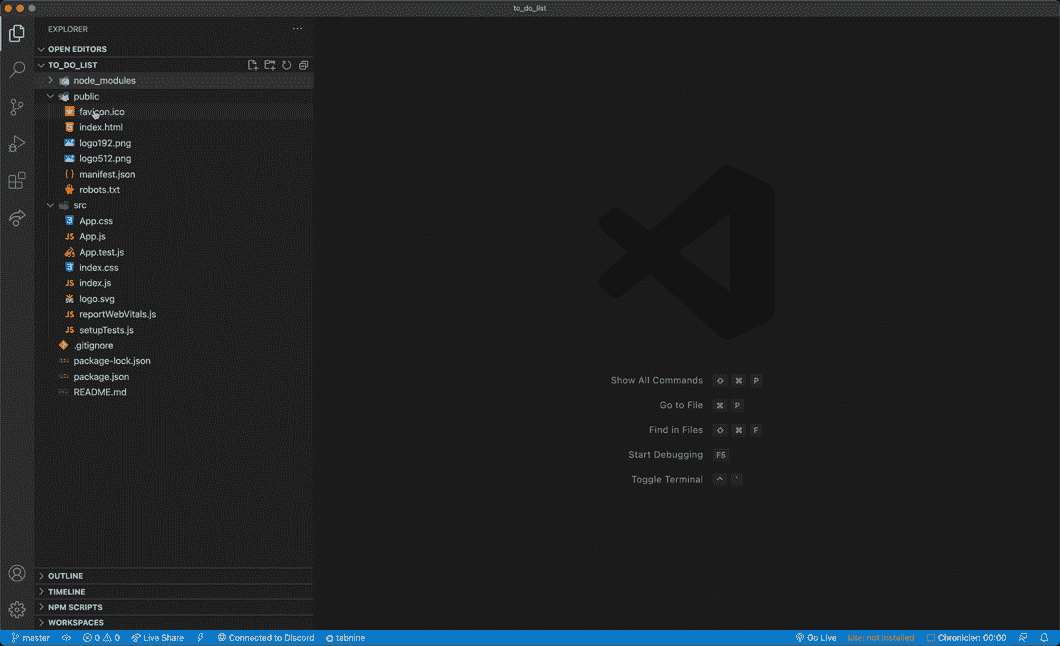 to_do_list
EXPLORER
OPEN EDITORS
TO_DO_LIST
node_modules
public
favicon.ico
index.html
logo192.png
logo512.png
manifest.json
robots.txt
src
App.css
App.js
App.test.js
index.css
index.js
logo.svg
reportWebVitals.js
setupTests.js
.gitignore
package-lock.json
package.json
README.md
Show All Commands ⇧ ⌘ P
Go to File ⌘ P
Find in Files ⇧ ⌘ F
Start Debugging F5
Toggle Terminal ^ `
OUTLINE
TIMELINE
NPM SCRIPTS
WORKSPACES
master 0 0 Live Share Connected to Discord tabnine Go Live not installed Chronicler: 00:00